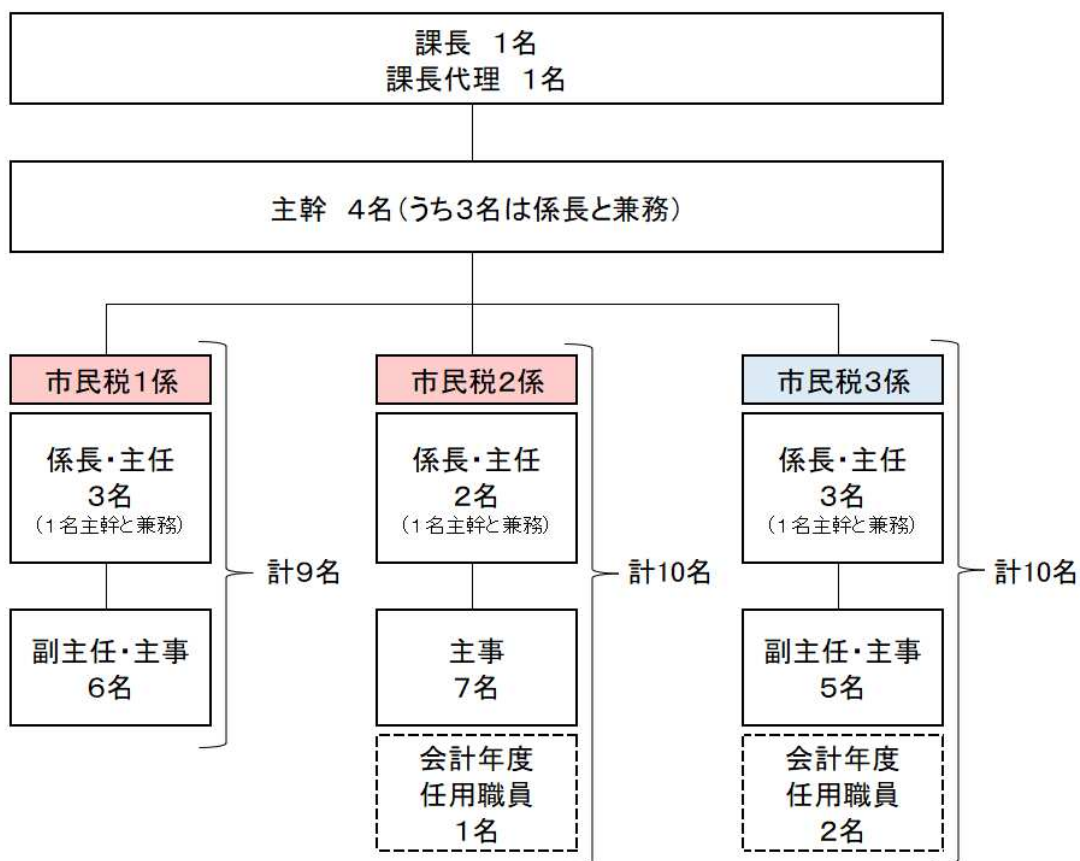 課長　１名
課長代理　１名
主幹　４名（うち３名は係長と兼務）
市民税１係
係長・主任
３名
（１名主幹と兼務）
計９名
副主任・主事
６名
市民税２係
係長・主任
２名
（１名主幹と兼務）
計10名
主事
７名
会計年度
任用職員
１名
市民税３係
係長・主任
３名
（１名主幹と兼務）
計10名
副主任・主事
５名
会計年度
任用職員
２名